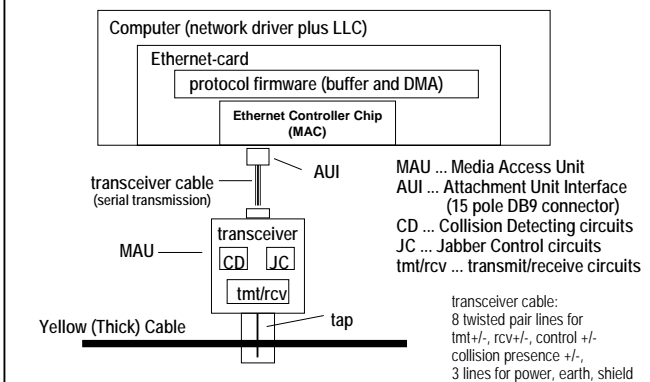 Computer (network driver plus LLC)
Ethernet-card
protocol firmware (buffer and DMA)
Ethernet Controller Chip
(MAC)
AUI
transceiver cable
(serial transmission)
MAU ... Media Access Unit
AUI ... Attachment Unit Interface
(15 pole DB9 connector)
CD ... Collision Detecting circuits
JC ... Jabber Control circuits
tmt/rcv ... transmit/receive circuits
transceiver
MAU
CD JC
tmt/rcv
tap
Yellow (Thick) Cable
transceiver cable:
8 twisted pair lines for
tmt+/-, rcv+/-, control +/-
collision presence +/-,
3 lines for power, earth, shield